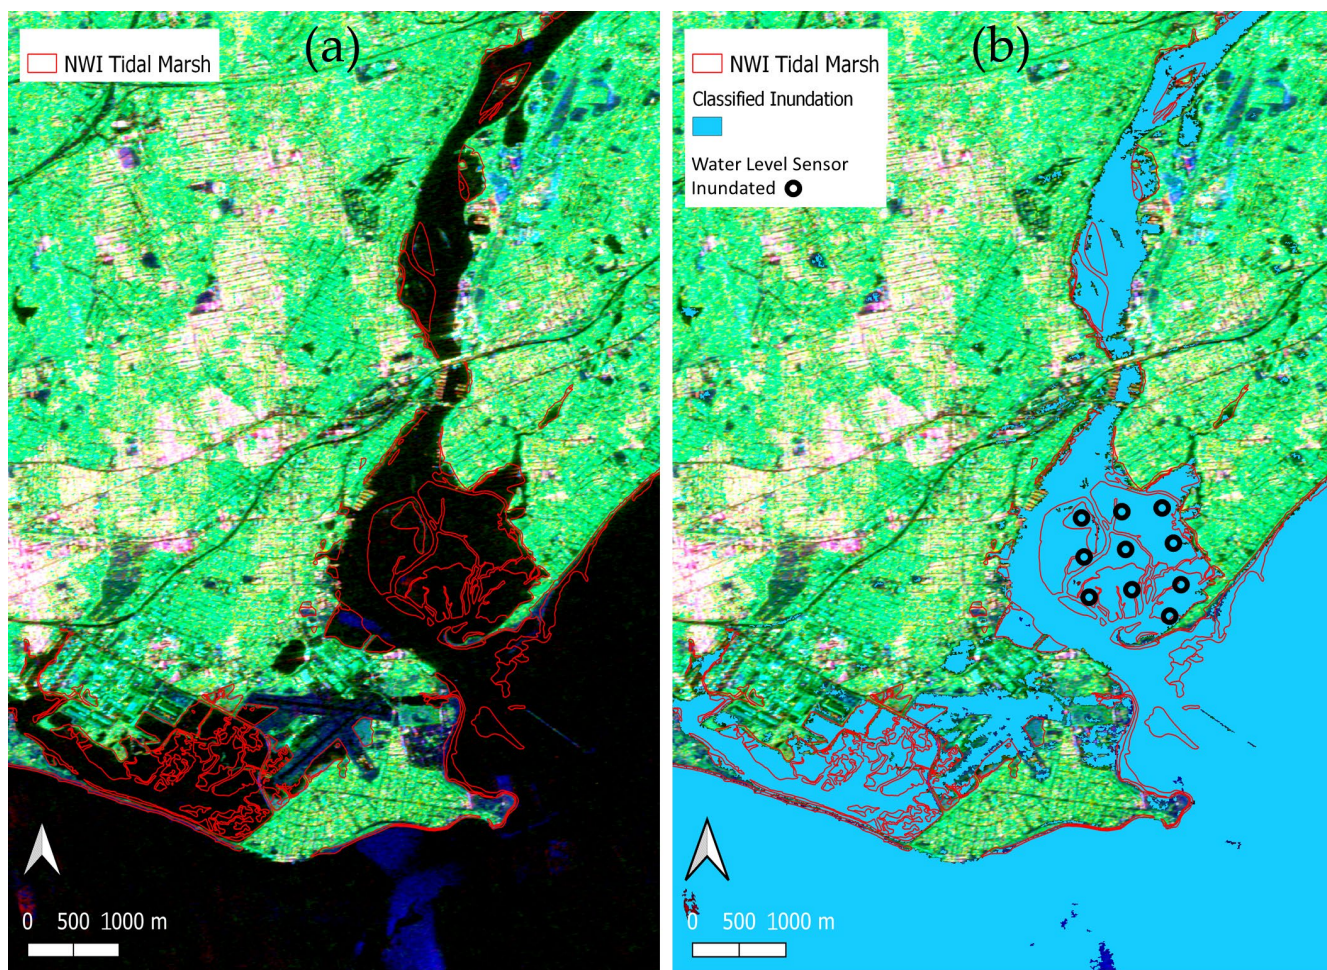 (a)
NWI Tidal Marsh
0 500 1000 m
(b)
NWI Tidal Marsh
Classified Inundation
Water Level Sensor
Inundated
0 500 1000 m